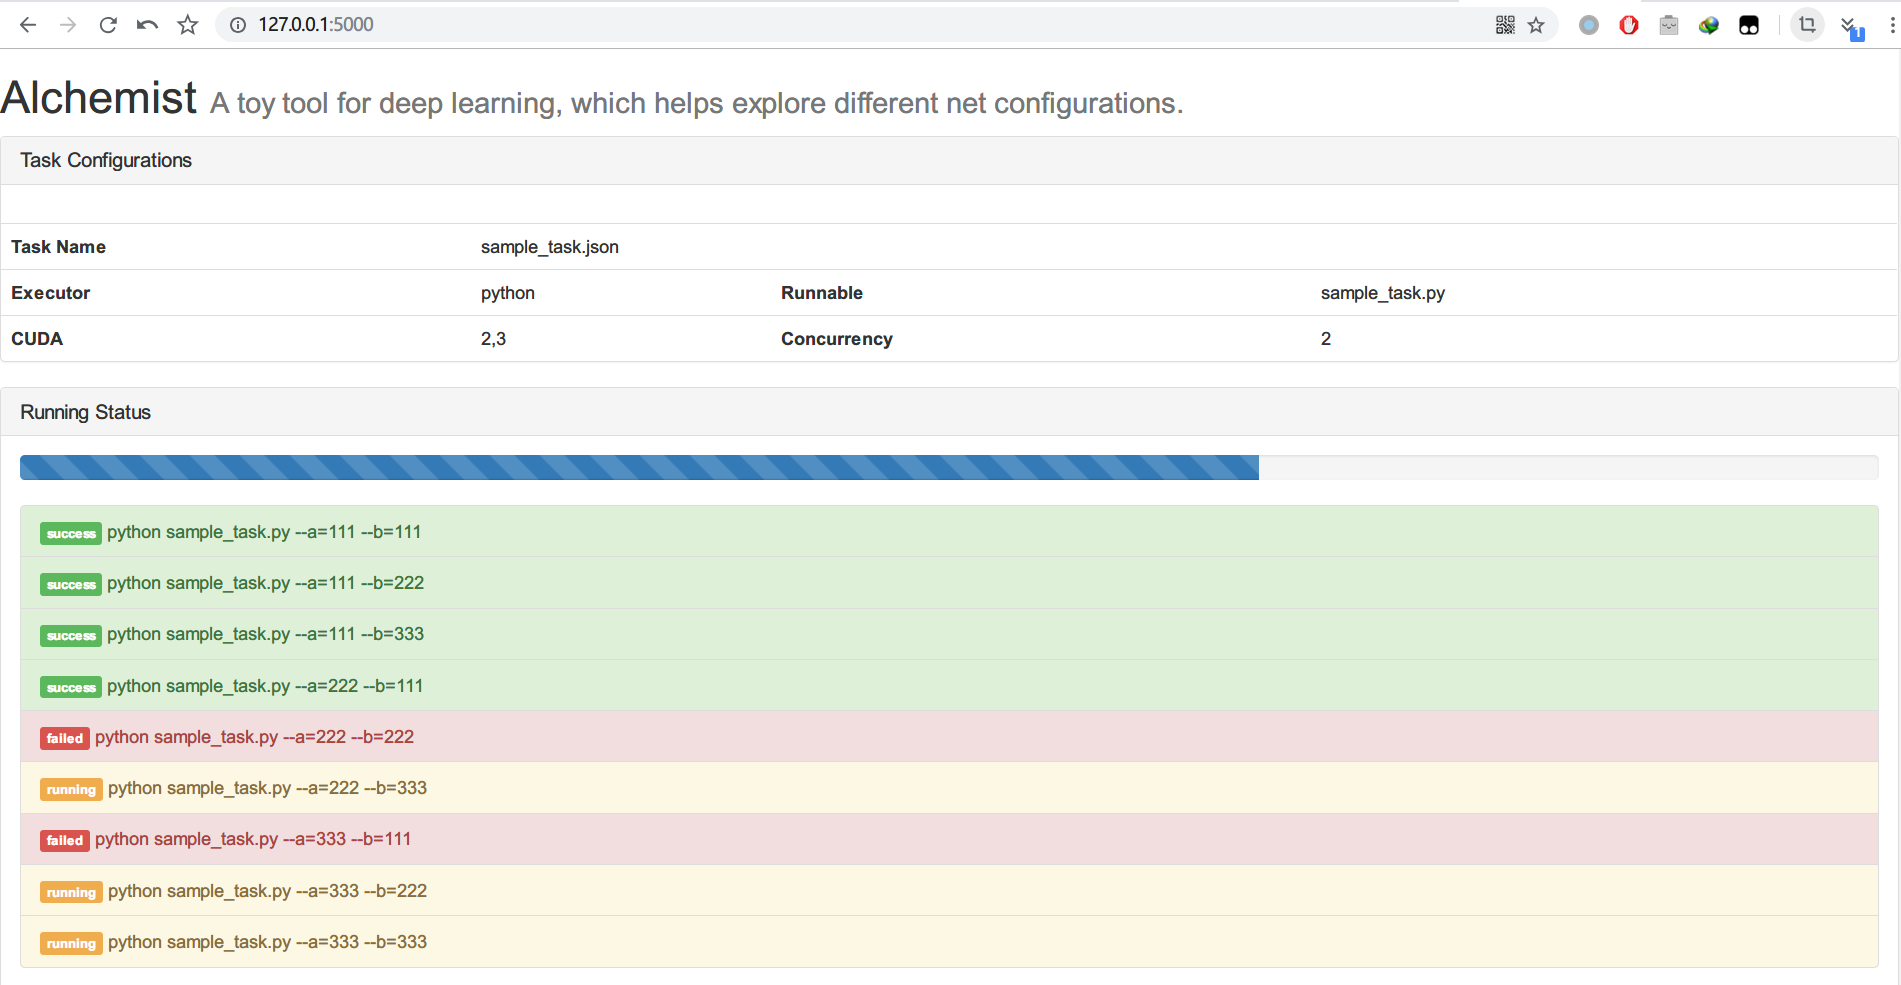 127.0.0.1:5000
1
Alchemist A toy tool for deep learning, which helps explore different net configurations.
Task Configurations
Task Name sample_task.json
Executor python Runnable sample_task.py
CUDA 2,3 Concurrency 2
Running Status
success python sample_task.py --a=111 --b=111
success python sample_task.py --a=111 --b=222
success python sample_task.py --a=111 --b=333
success python sample_task.py --a=222 --b=111
failed python sample_task.py --a=222 --b=222
running python sample_task.py --a=222 --b=333
failed python sample_task.py --a=333 --b=111
running python sample_task.py --a=333 --b=222
running python sample_task.py --a=333 --b=333